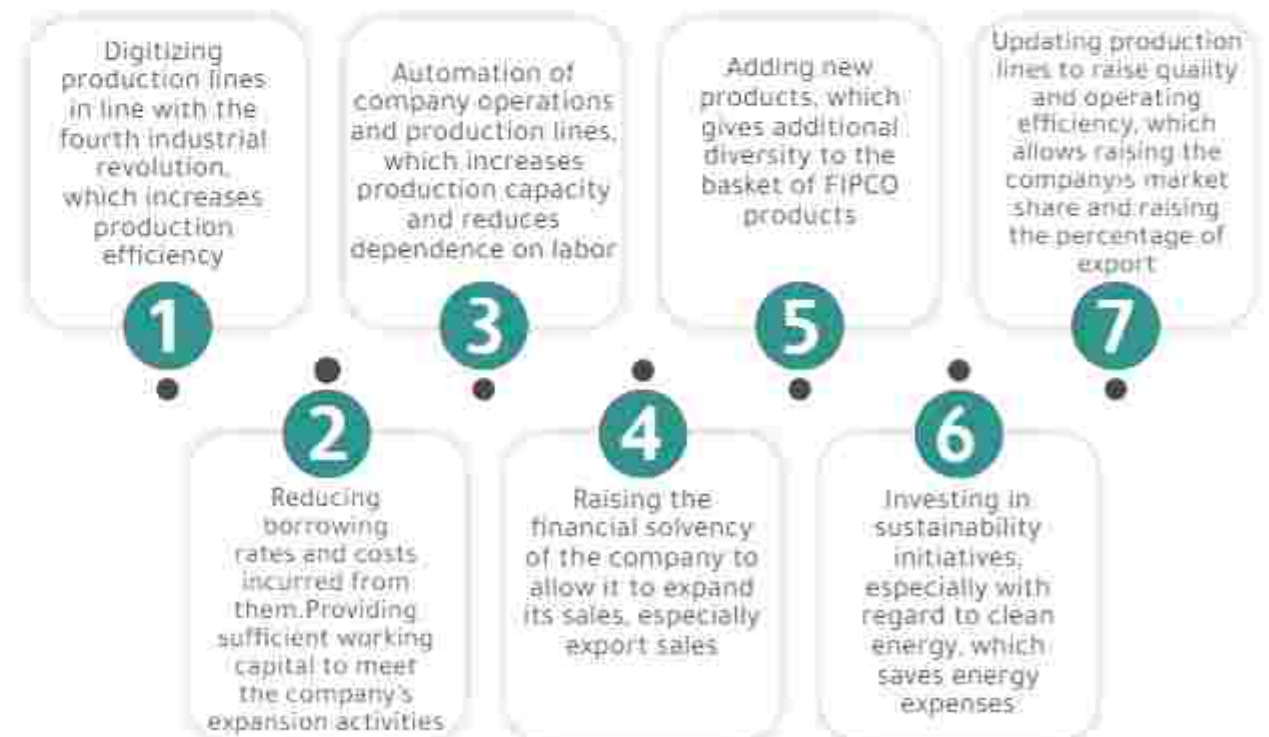 Digitizing
production lines
in line with the
fourth industrial
revolution,
which increases
production
efficiency
1
Reducing
borrowing
rates and costs
incurred from
them.Providing
sufficient working
capital to meet
the company's
expansion activities
2
Automation of
company operations
and production lines,
which increases
production capacity
and reduces
dependence on labor
3
Raising the
financial solvency
of the company to
allow it to expand
its sales, especially
export sales
4
Adding new
products, which
gives additional
diversity to the
basket of FIPCO
products
5
Investing in
sustainability
initiatives,
especially with
regard to clean
energy, which
saves energy
expenses
6
Updating production
lines to raise quality
and operating
efficiency, which
allows raising the
company›s market
share and raising
the percentage of
export
7